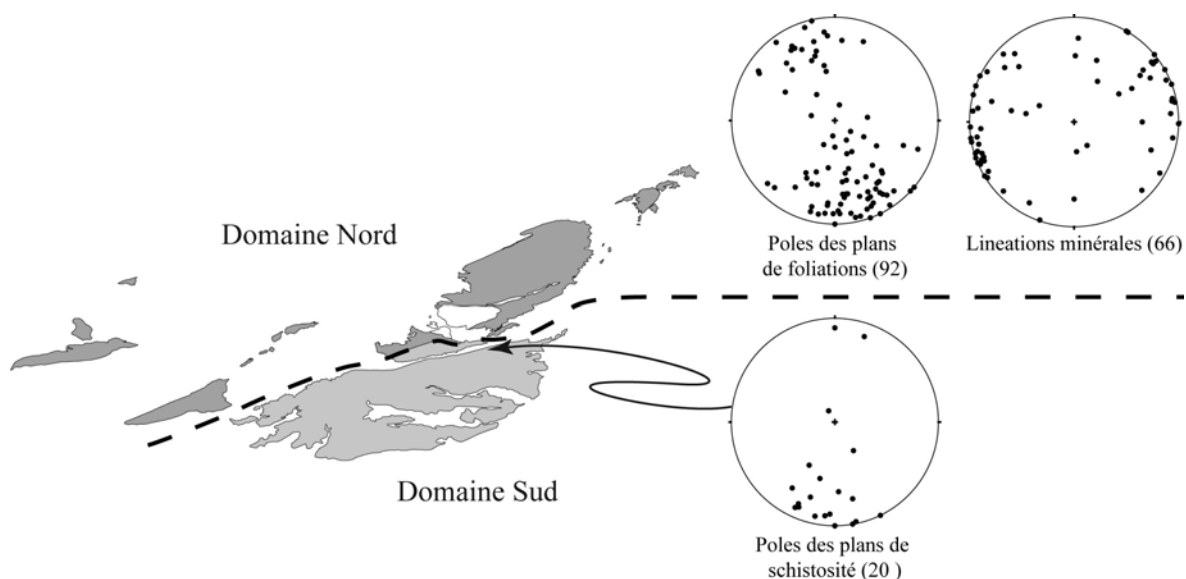 Poles des plans
de foliations (92)
Lineations minérales (66)
Domaine Nord
Domaine Sud
Poles des plans de
schistosité (20 )